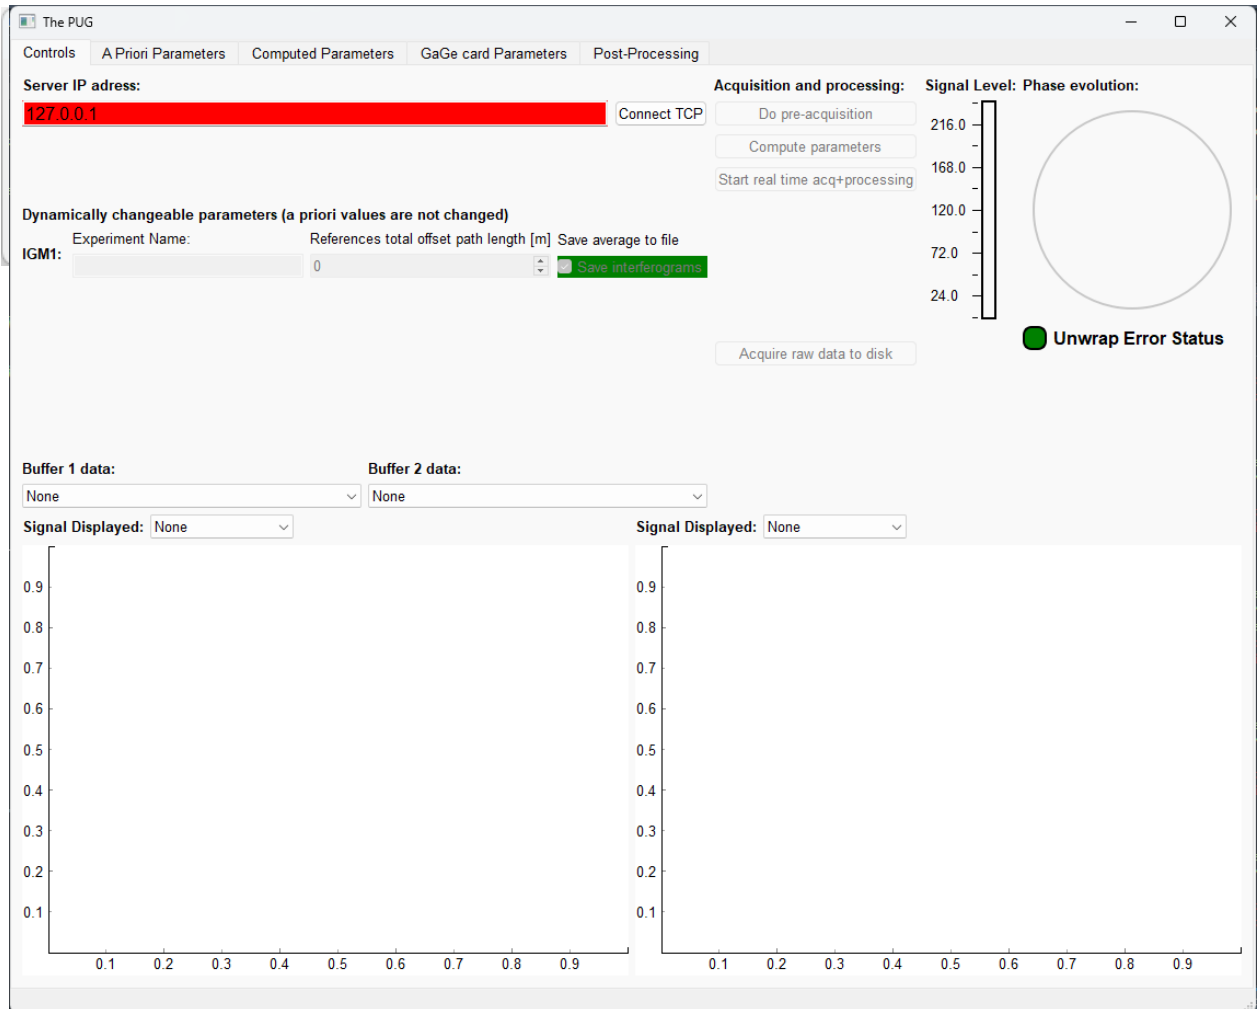 The PUG
Controls A Priori Parameters Computed Parameters GaGe card Parameters Post-Processing
Server IP adress:
127.0.0.1
Connect TCP
Acquisition and processing:
Do pre-acquisition
Compute parameters
Start real time acq+processing
Signal Level: Phase evolution:
216.0
168.0
120.0
72.0
24.0
Unwrap Error Status
Dynamically changeable parameters (a priori values are not changed)
Experiment Name: References total offset path length [m] Save average to file
IGM1:
0
Save interferograms
Acquire raw data to disk
Buffer 1 data: Buffer 2 data:
None None
Signal Displayed: None
0.9
0.8
0.7
0.6
0.5
0.4
0.3
0.2
0.1
0.1 0.2 0.3 0.4 0.5 0.6 0.7 0.8 0.9
Signal Displayed: None
0.9
0.8
0.7
0.6
0.5
0.4
0.3
0.2
0.1
0.1 0.2 0.3 0.4 0.5 0.6 0.7 0.8 0.9